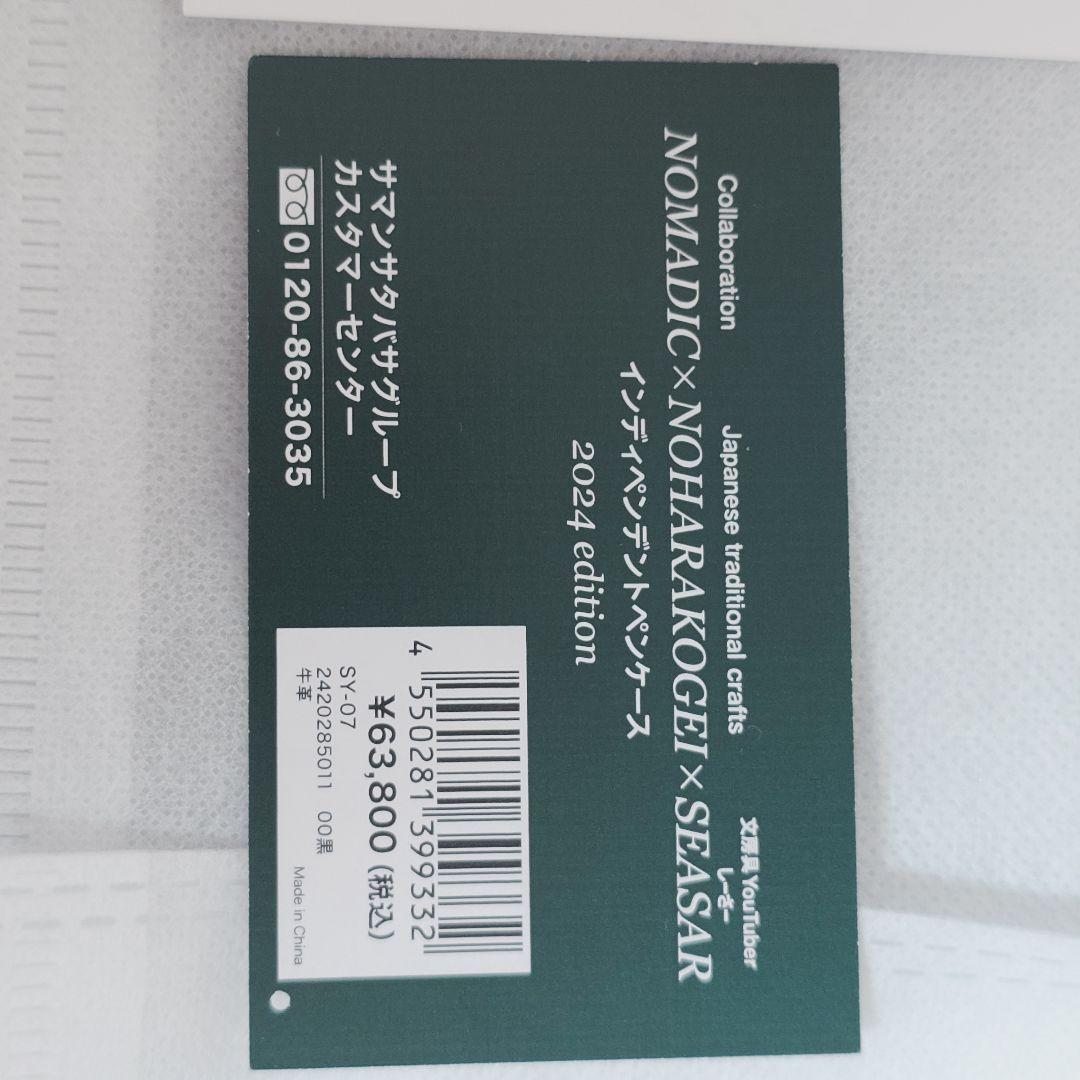 Collaboration
Japanese traditional crafts
文房具YouTuber
しーさー
NOMADIC×NOHARAKOGEI×SEASAR
インディペンデントペンケース
2024 edition
サマンサタバサグループ
カスタマーセンター
0120-86-3035
4 550281 399332
¥63,800(税込)
SY-07
2420285011 00黒
牛革
Made in China